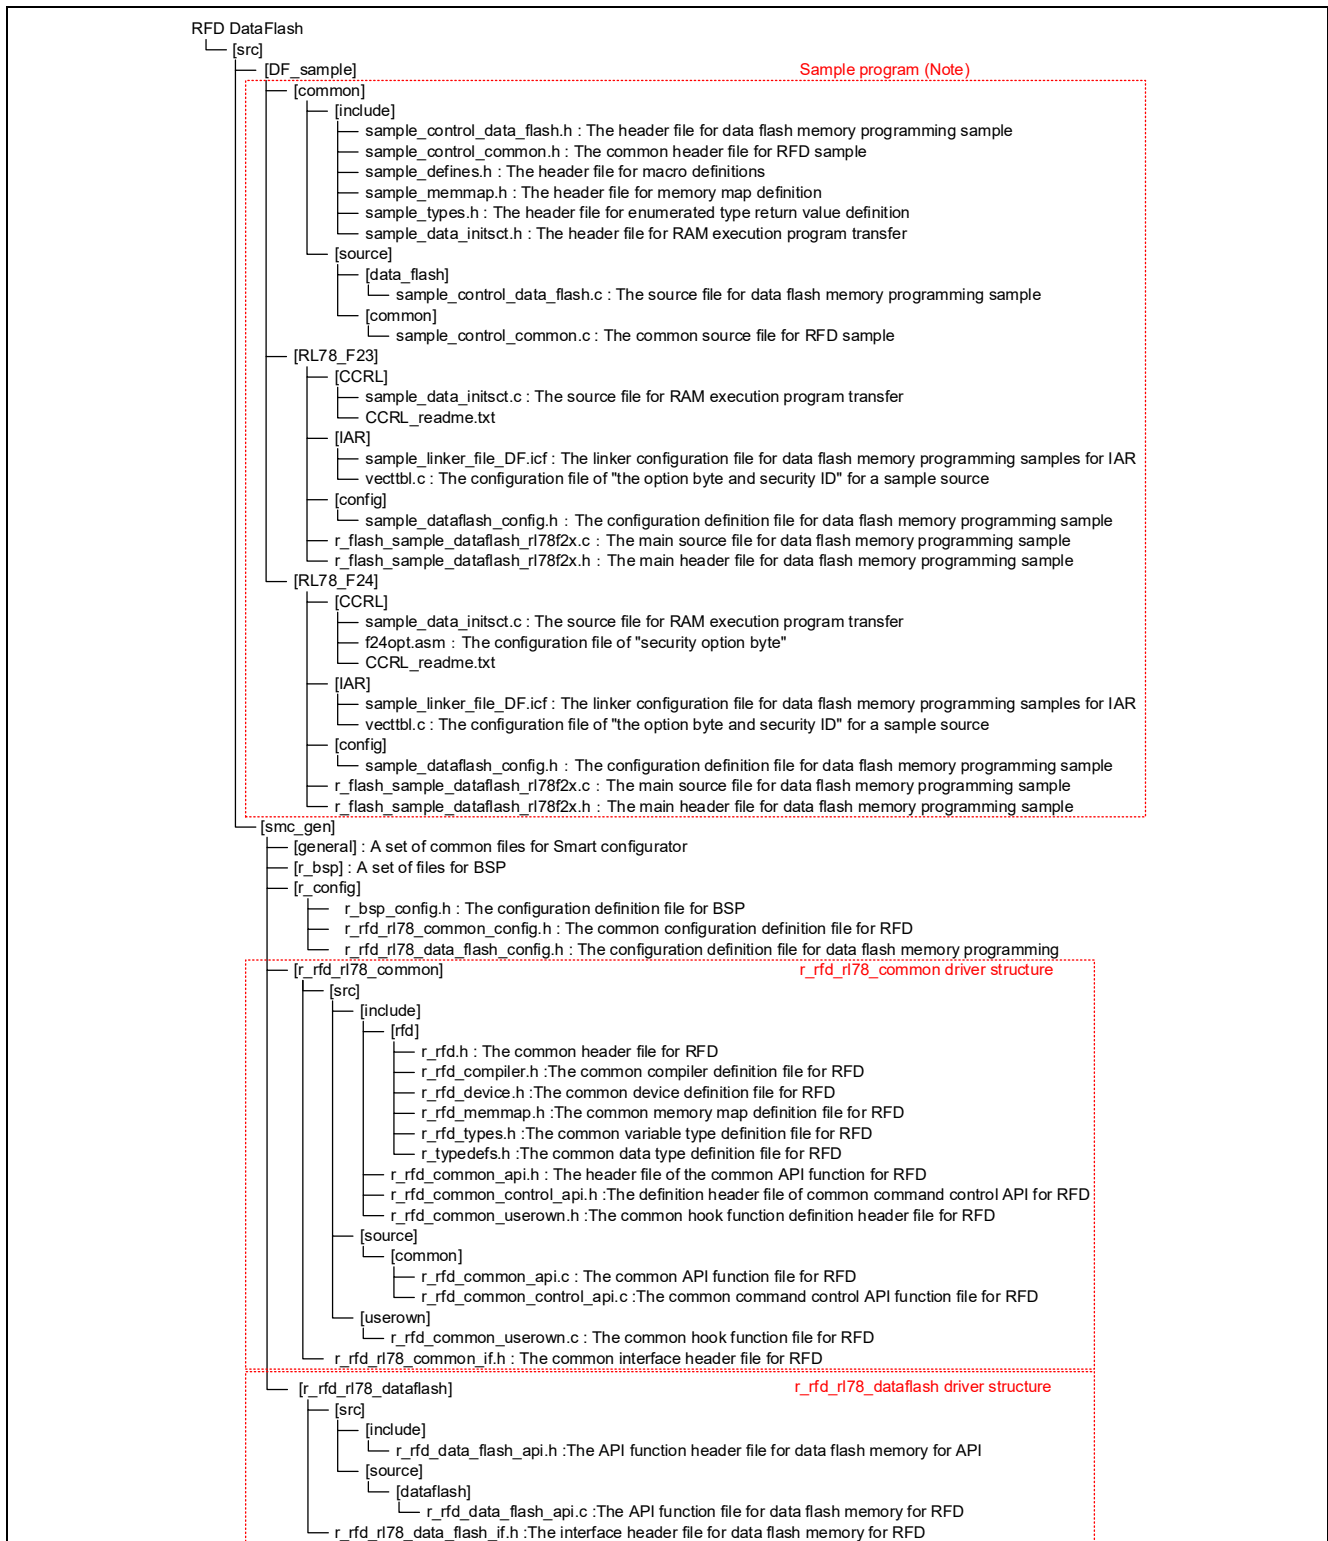 RFD DataFlash
[src]
[DF_sample]
Sample program (Note)
[common]
[include]
sample_control_data_flash.h : The header file for data flash memory programming sample
sample_control_common.h : The common header file for RFD sample
sample_defines.h : The header file for macro definitions
sample_memmap.h : The header file for memory map definition
sample_types.h : The header file for enumerated type return value definition
sample_data_initsct.h : The header file for RAM execution program transfer
[source]
[data_flash]
sample_control_data_flash.c : The source file for data flash memory programming sample
[common]
sample_control_common.c : The common source file for RFD sample
[RL78_F23]
[CCRL]
sample_data_initsct.c : The source file for RAM execution program transfer
CCRL_readme.txt
[IAR]
sample_linker_file_DF.icf : The linker configuration file for data flash memory programming samples for IAR
vecttbl.c : The configuration file of "the option byte and security ID" for a sample source
[config]
sample_dataflash_config.h : The configuration definition file for data flash memory programming sample
r_flash_sample_dataflash_rl78f2x.c : The main source file for data flash memory programming sample
r_flash_sample_dataflash_rl78f2x.h : The main header file for data flash memory programming sample
[RL78_F24]
[CCRL]
sample_data_initsct.c : The source file for RAM execution program transfer
f24opt.asm : The configuration file of "security option byte"
CCRL_readme.txt
[IAR]
sample_linker_file_DF.icf : The linker configuration file for data flash memory programming samples for IAR
vecttbl.c : The configuration file of "the option byte and security ID" for a sample source
[config]
sample_dataflash_config.h : The configuration definition file for data flash memory programming sample
r_flash_sample_dataflash_rl78f2x.c : The main source file for data flash memory programming sample
r_flash_sample_dataflash_rl78f2x.h : The main header file for data flash memory programming sample
[smc_gen]
[general] : A set of common files for Smart configurator
[r_bsp] : A set of files for BSP
[r_config]
r_bsp_config.h : The configuration definition file for BSP
r_rfd_rl78_common_config.h : The common configuration definition file for RFD
r_rfd_rl78_data_flash_config.h : The configuration definition file for data flash memory programming
[r_rfd_rl78_common]
r_rfd_rl78_common driver structure
[src]
[include]
[rfd]
r_rfd.h : The common header file for RFD
r_rfd_compiler.h :The common compiler definition file for RFD
r_rfd_device.h :The common device definition file for RFD
r_rfd_memmap.h :The common memory map definition file for RFD
r_rfd_types.h :The common variable type definition file for RFD
r_typedefs.h :The common data type definition file for RFD
r_rfd_common_api.h : The header file of the common API function for RFD
r_rfd_common_control_api.h :The definition header file of common command control API for RFD
r_rfd_common_userown.h :The common hook function definition header file for RFD
[source]
[common]
r_rfd_common_api.c : The common API function file for RFD
r_rfd_common_control_api.c :The common command control API function file for RFD
[userown]
r_rfd_common_userown.c : The common hook function file for RFD
r_rfd_rl78_common_if.h : The common interface header file for RFD
[r_rfd_rl78_dataflash]
r_rfd_rl78_dataflash driver structure
[src]
[include]
r_rfd_data_flash_api.h :The API function header file for data flash memory for API
[source]
[dataflash]
r_rfd_data_flash_api.c :The API function file for data flash memory for RFD
r_rfd_rl78_data_flash_if.h :The interface header file for data flash memory for RFD